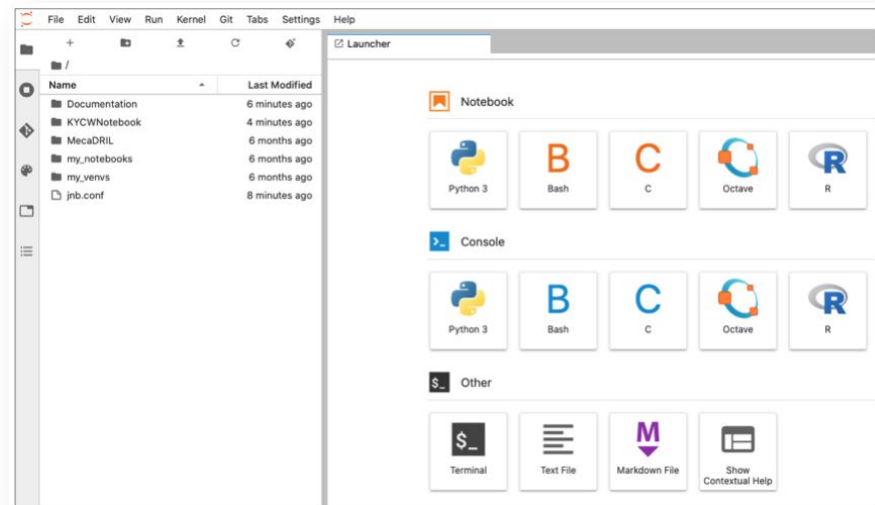 File Edit View Run Kernel Git Tabs Settings Help
Launcher
/
Name Last Modified
Documentation 6 minutes ago
KYCWNotebook 4 minutes ago
MecaDRIL 6 months ago
my_notebooks 6 months ago
my_venvs 6 months ago
jnb.conf 8 minutes ago
Notebook
B C R
Python 3 Bash C Octave R
Console
B C R
Python 3 Bash C Octave R
$_ Other
$_ M
Terminal Text File Markdown File Show
Contextual Help